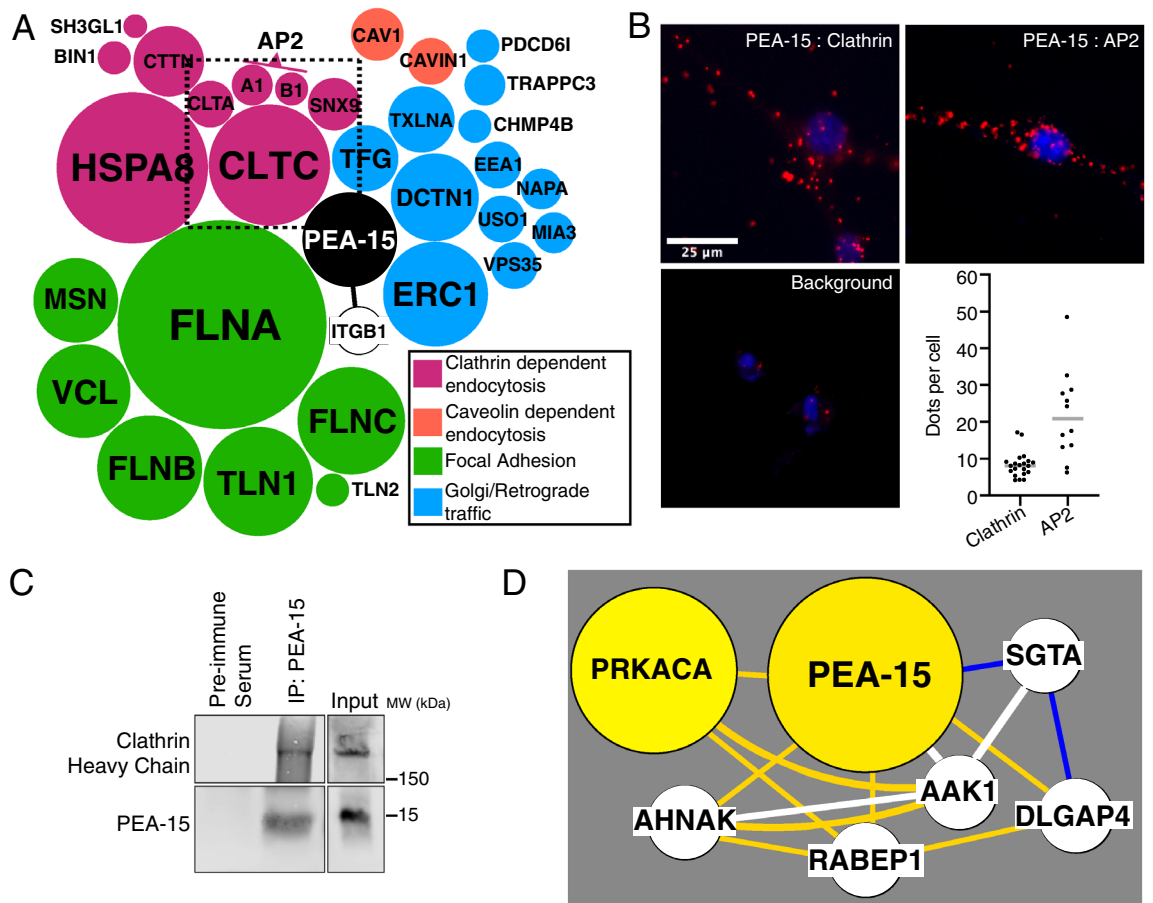 A
SH3GL1
BIN1
CTTN
AP2
CLTA
A1
B1
SNX9
HSPA8
CLTC
CAV1
CAVIN1
PDCD6I
TRAPPC3
TXLNA
CHMP4B
TFG
EEA1
NAPA
DCTN1
USO1
MIA3
PEA-15
VPS35
ERC1
ITGB1
MSN
FLNA
VCL
FLNC
FLNB
TLN1
TLN2
Clathrin dependent
endocytosis
Caveolin dependent
endocytosis
Focal Adhesion
Golgi/Retrograde
traffic
B
PEA-15 : Clathrin
25 μm
PEA-15 : AP2
Background
Dots per cell
60
50
40
30
20
10
0
Clathrin
AP2
C
Pre-immune
Serum
IP: PEA-15
Input
MW (kDa)
Clathrin
Heavy Chain
150
PEA-15
15
D
PRKACA
PEA-15
SGTA
AAK1
AHNAK
DLGAP4
RABEP1